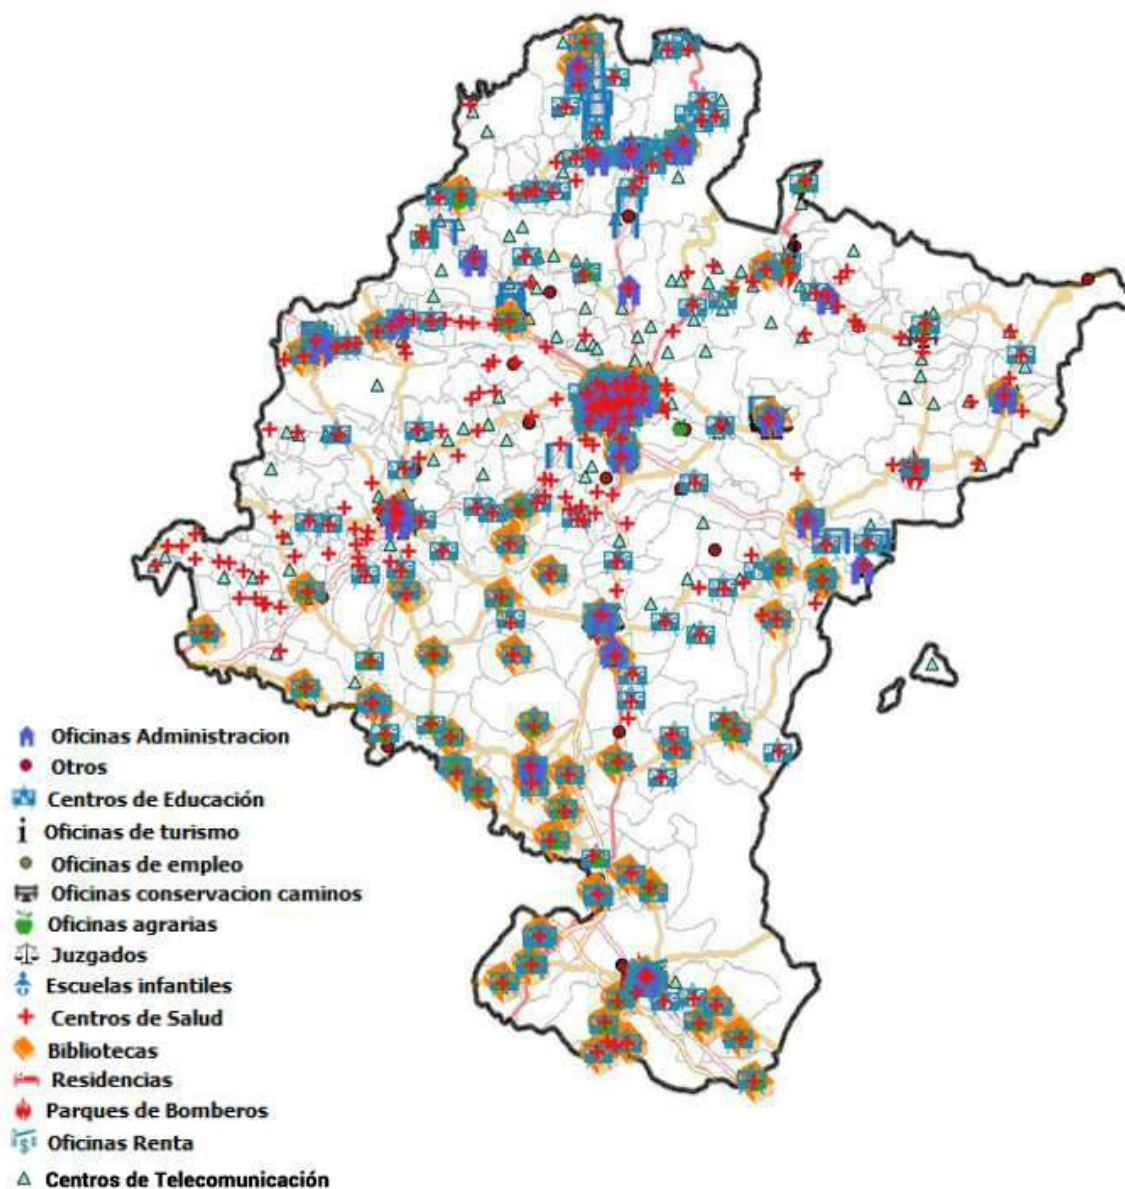 Oficinas Administracion
Otros
Centros de Educación
Oficinas de turismo
Oficinas de empleo
Oficinas conservacion caminos
Oficinas agrarias
Juzgados
Escuelas infantiles
Centros de Salud
Bibliotecas
Residencias
Parques de Bomberos
Oficinas Renta
Centros de Telecomunicación